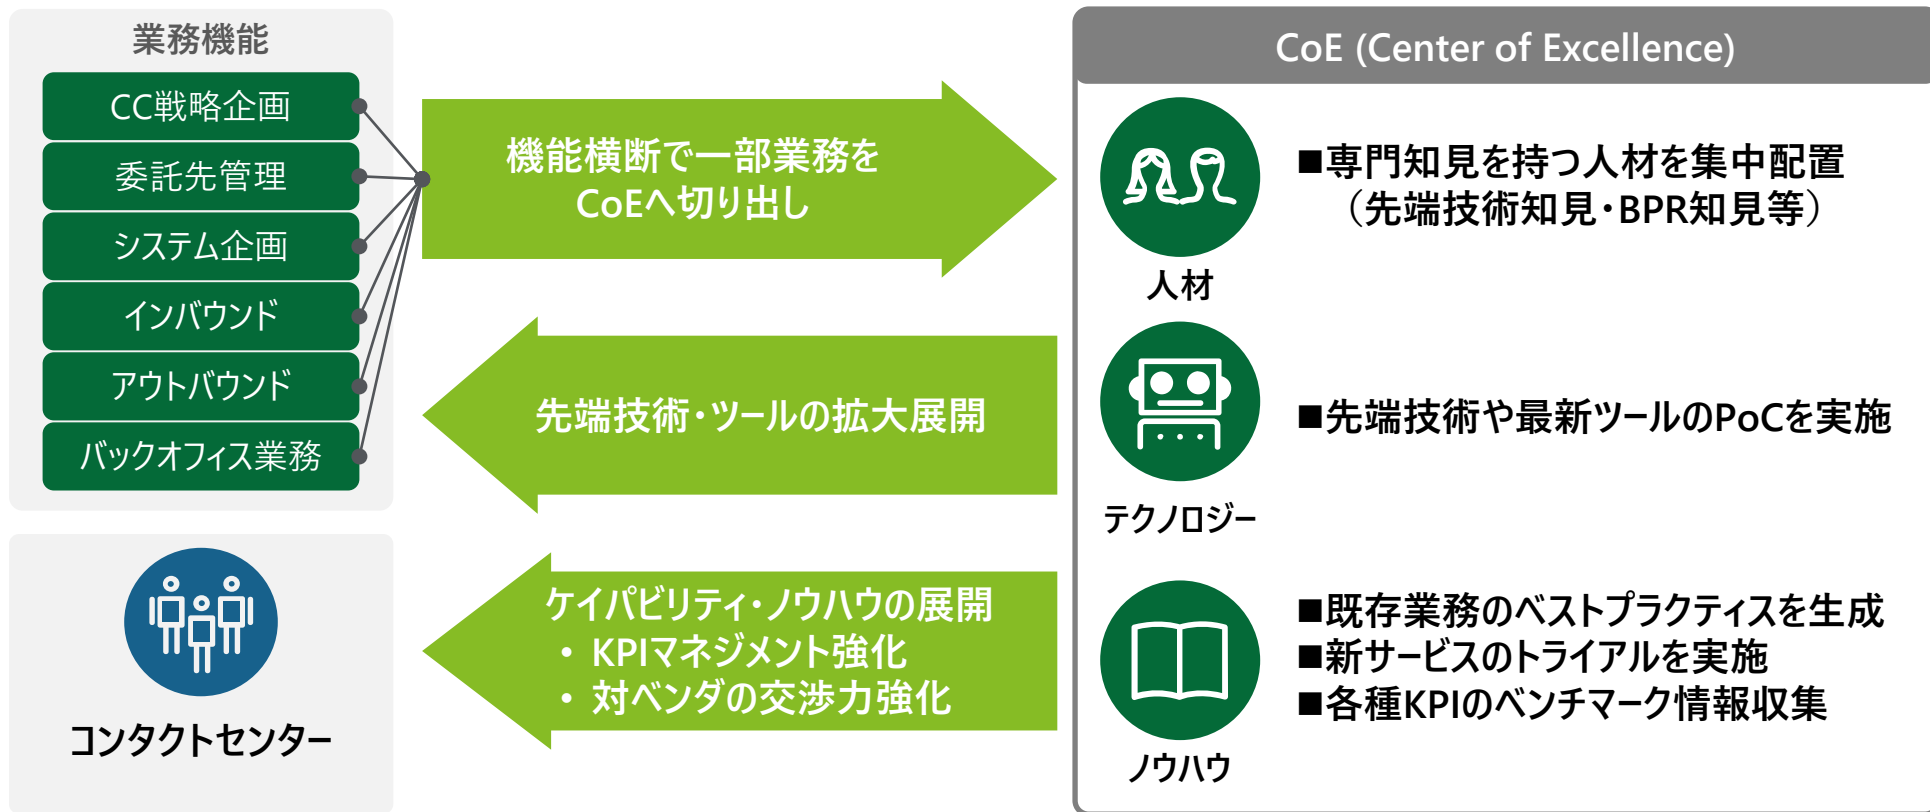 業務機能
CC戦略企画
委託先管理
システム企画
インバウンド
アウトバウンド
バックオフィス業務
コンタクトセンター
機能横断で一部業務を
CoEへ切り出し
先端技術・ツールの拡大展開
ケイパビリティ・ノウハウの展開
• KPIマネジメント強化
• 対ベンダの交渉力強化
CoE (Center of Excellence)
人材
■専門知見を持つ人材を集中配置
（先端技術知見・BPR知見等）
テクノロジー
■先端技術や最新ツールのPoCを実施
ノウハウ
■既存業務のベストプラクティスを生成
■新サービスのトライアルを実施
■各種KPIのベンチマーク情報収集